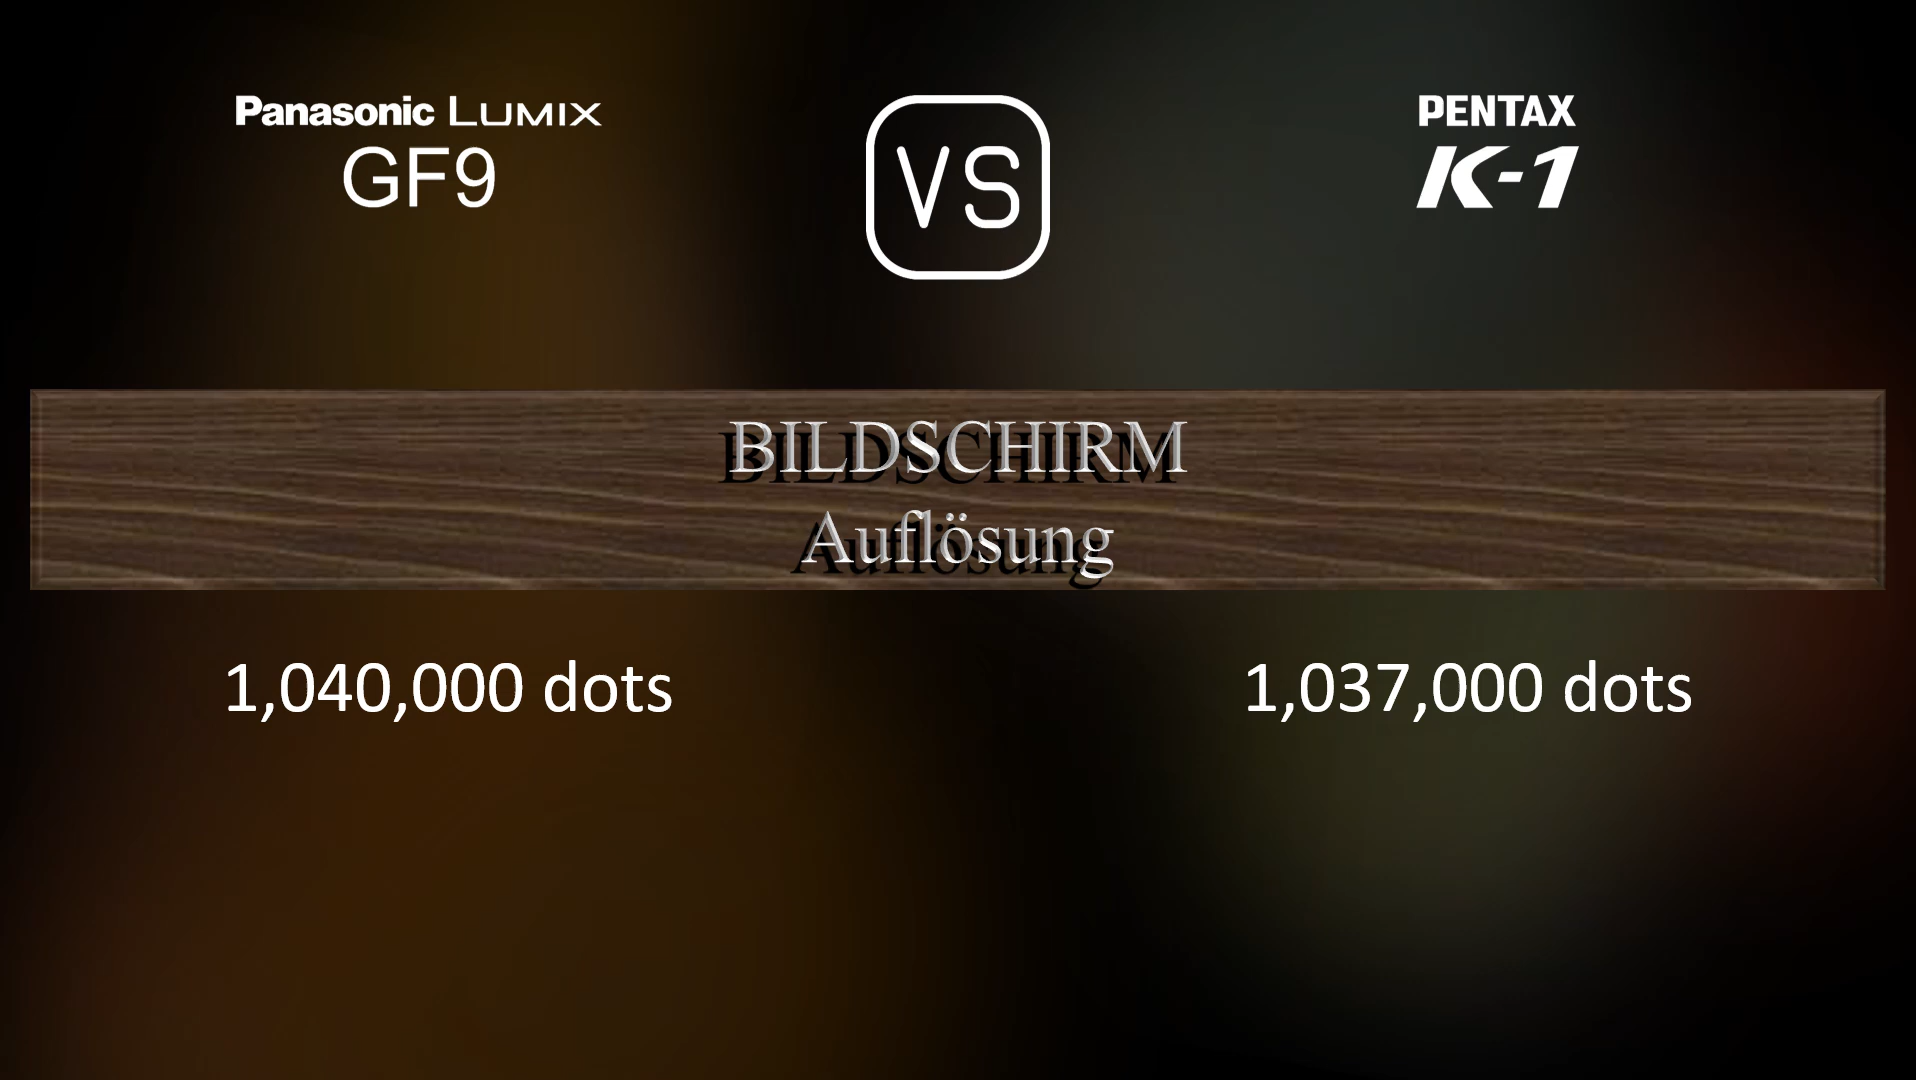 Panasonic LUMIX
GF9
VS
PENTAX
K-1
BILDSCHIRM
Auflösung
1,040,000 dots
1,037,000 dots